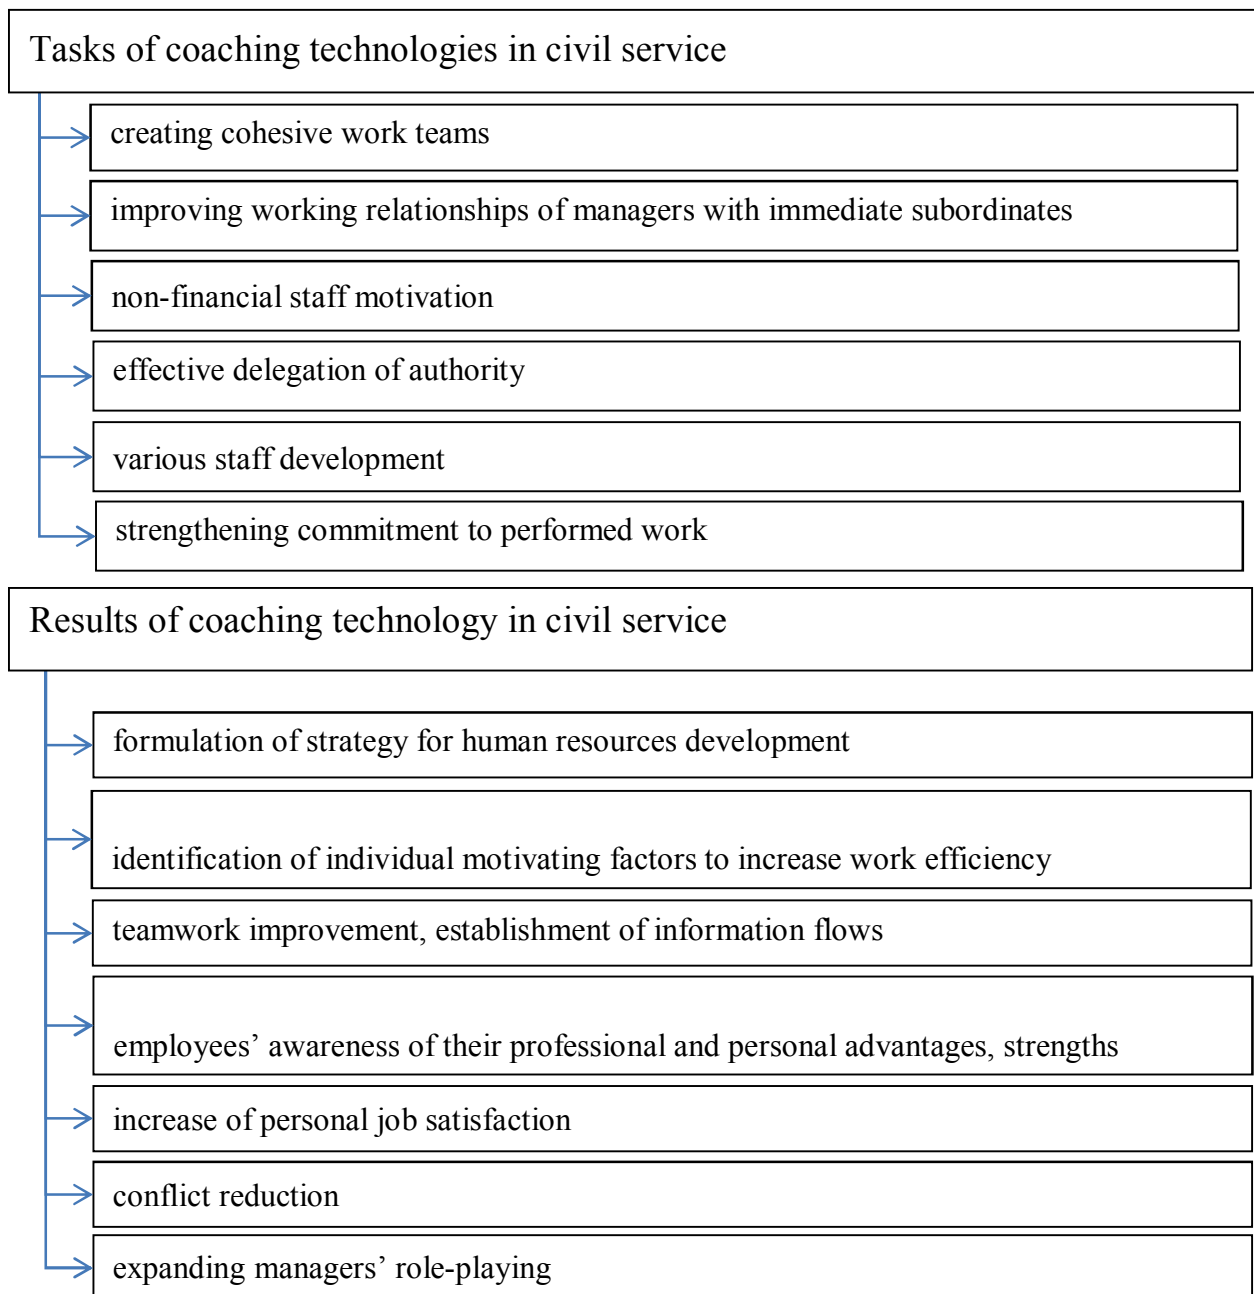 Tasks of coaching technologies in civil service
creating cohesive work teams
improving working relationships of managers with immediate subordinates
non-financial staff motivation
effective delegation of authority
various staff development
strengthening commitment to performed work
Results of coaching technology in civil service
formulation of strategy for human resources development
identification of individual motivating factors to increase work efficiency
teamwork improvement, establishment of information flows
employees’ awareness of their professional and personal advantages, strengths
increase of personal job satisfaction
conflict reduction
expanding managers’ role-playing